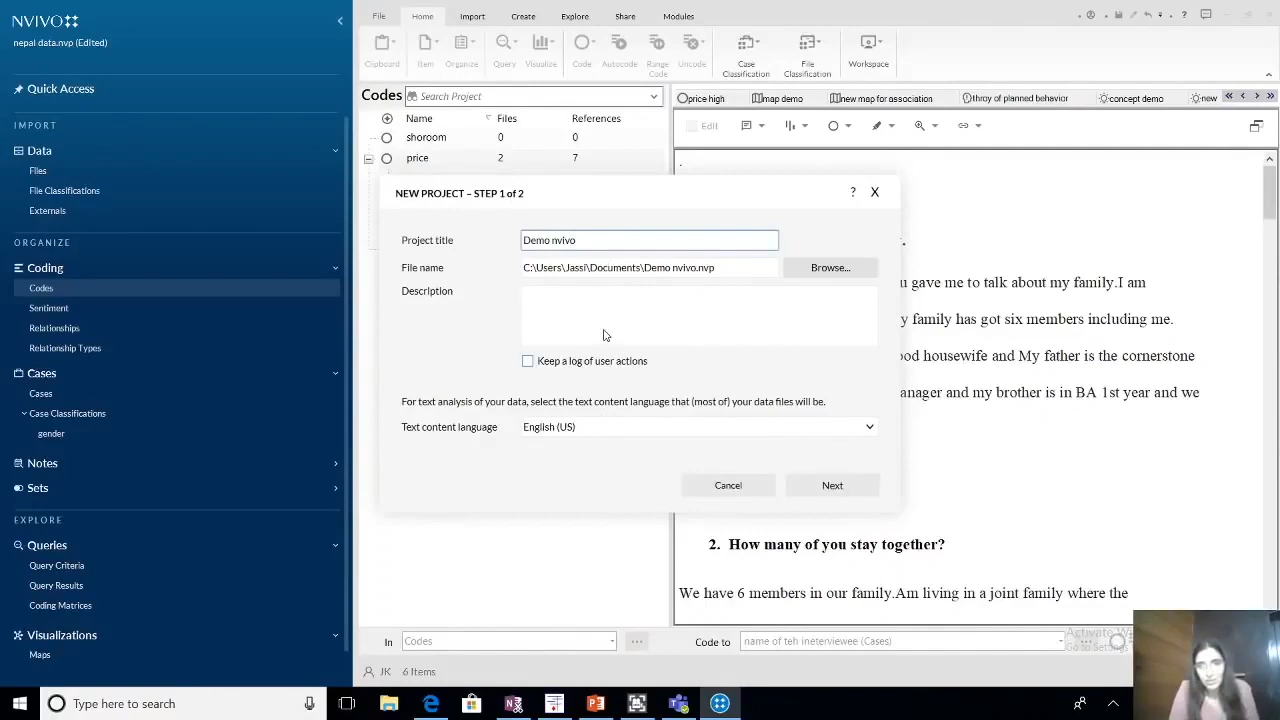 NVIVO
nepal data.nvp (Edited)
Quick Access
IMPORT
Data
Files
File Classifications
Externals
ORGANIZE
Coding
Codes
Sentiment
Relationships
Relationship Types
Cases
Cases
Case Classifications
gender
Notes
Sets
EXPLORE
Queries
Query Criteria
Query Results
Coding Matrices
Visualizations
Maps
File Home Import Create Explore Share Modules
Clipboard Item Organize Query Visualize Code Autocode Range Code Uncode Case Classification File Classification Workspace
Codes Search Project
Name Files References
shoroom 0 0
price 2 7
price high map demo new map for association throy of planned behavior concept demo new
Edit
NEW PROJECT – STEP 1 of 2 ? X
Project title Demo nvivo
File name C:\Users\Jassi\Documents\Demo nvivo.nvp Browse...
Description
Keep a log of user actions
For text analysis of your data, select the text content language that (most of) your data files will be.
Text content language English (US)
Cancel Next
u gave me to talk about my family.I am
y family has got six members including me.
ood housewife and My father is the cornerstone
anager and my brother is in BA 1st year and we
2. How many of you stay together?
We have 6 members in our family.Am living in a joint family where the
In Codes Code to name of teh ineterviewee (Cases)
Activate
Go to Settings
JK 6 Items
Type here to search